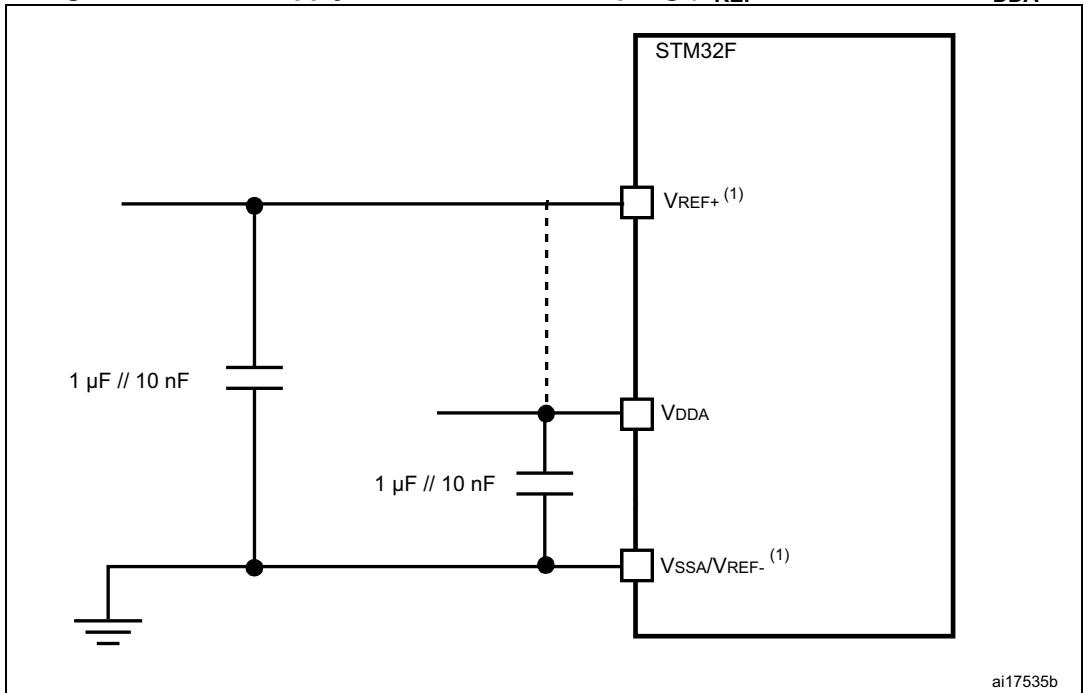 STM32F
VREF+ (1)
1 µF // 10 nF
VDDA
1 µF // 10 nF
VSSA/VREF- (1)
ai17535b